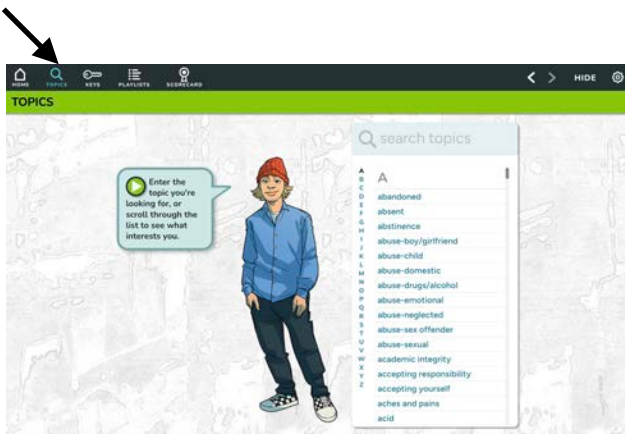 HOME TOPICS KEYS PLAYLISTS SCORECARD HIDE
TOPICS
Enter the
topic you're
looking for, or
scroll through the
list to see what
interests you.
search topics
A
B
C
D
E
F
G
H
I
J
K
L
M
N
O
P
Q
R
S
T
U
V
W
X
Y
Z
A
abandoned
absent
abstinence
abuse-boy/girlfriend
abuse-child
abuse-domestic
abuse-drugs/alcohol
abuse-emotional
abuse-neglected
abuse-sex offender
abuse-sexual
academic integrity
accepting responsibility
accepting yourself
aches and pains
acid